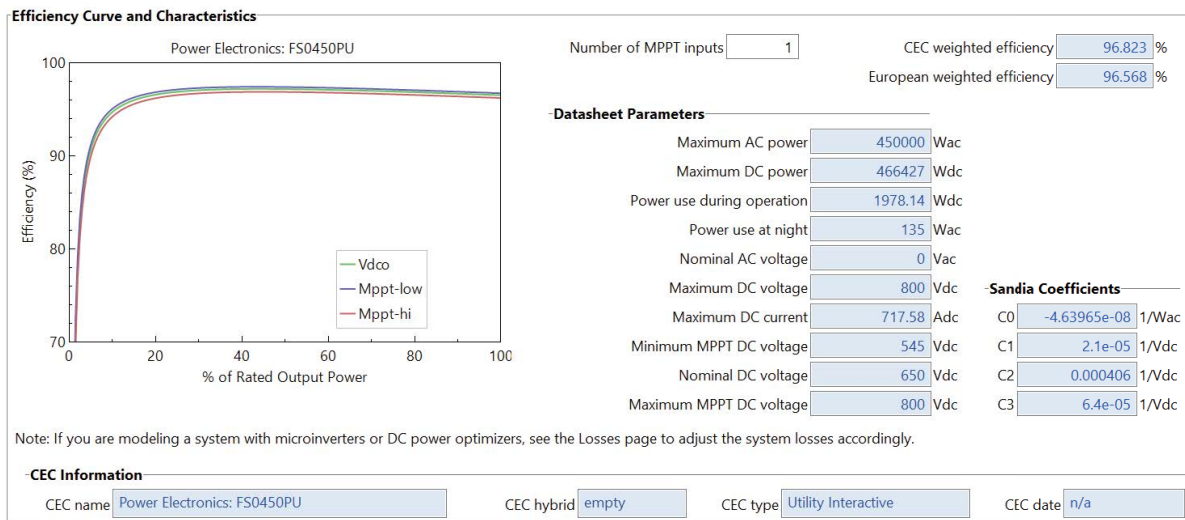 Efficiency Curve and Characteristics
Power Electronics: FS0450PU
100
90
80
70
Efficiency (%)
Vdco
Mppt-low
Mppt-hi
0 20 40 60 80 100
% of Rated Output Power
Number of MPPT inputs 1
CEC weighted efficiency 96.823 %
European weighted efficiency 96.568 %
Datasheet Parameters
Maximum AC power 450000 Wac
Maximum DC power 466427 Wdc
Power use during operation 1978.14 Wdc
Power use at night 135 Wac
Nominal AC voltage 0 Vac
Maximum DC voltage 800 Vdc
Maximum DC current 717.58 Adc
Minimum MPPT DC voltage 545 Vdc
Nominal DC voltage 650 Vdc
Maximum MPPT DC voltage 800 Vdc
Sandia Coefficients
C0 -4.63965e-08 1/Wac
C1 2.1e-05 1/Vdc
C2 0.000406 1/Vdc
C3 6.4e-05 1/Vdc
Note: If you are modeling a system with microinverters or DC power optimizers, see the Losses page to adjust the system losses accordingly.
CEC Information
CEC name Power Electronics: FS0450PU CEC hybrid empty CEC type Utility Interactive CEC date n/a